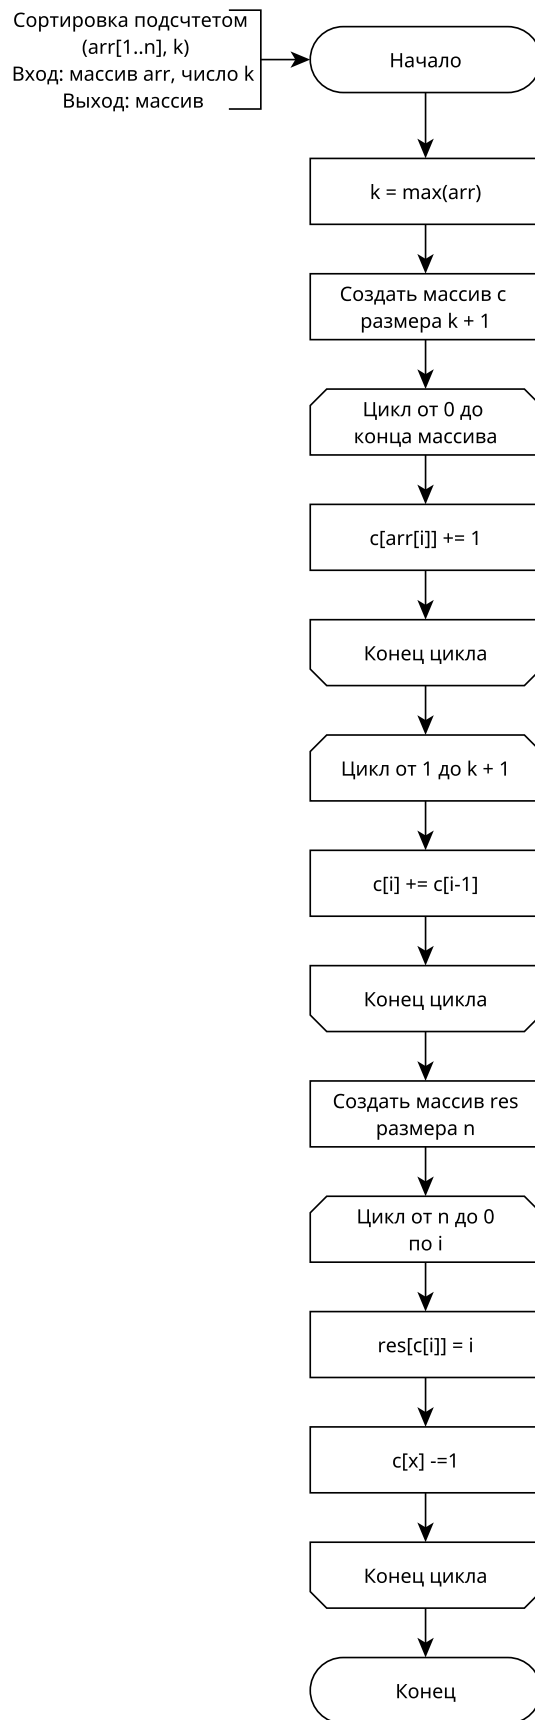 Сортировка подсчтетом
(arr[1..n], k)
Вход: массив arr, число k
Выход: массив
Начало
k = max(arr)
Создать массив c
размера k + 1
Цикл от 0 до
конца массива
c[arr[i]] += 1
Конец цикла
Цикл от 1 до k + 1
c[i] += c[i-1]
Конец цикла
Создать массив res
размера n
Цикл от n до 0
по i
res[c[i]] = i
c[x] -=1
Конец цикла
Конец